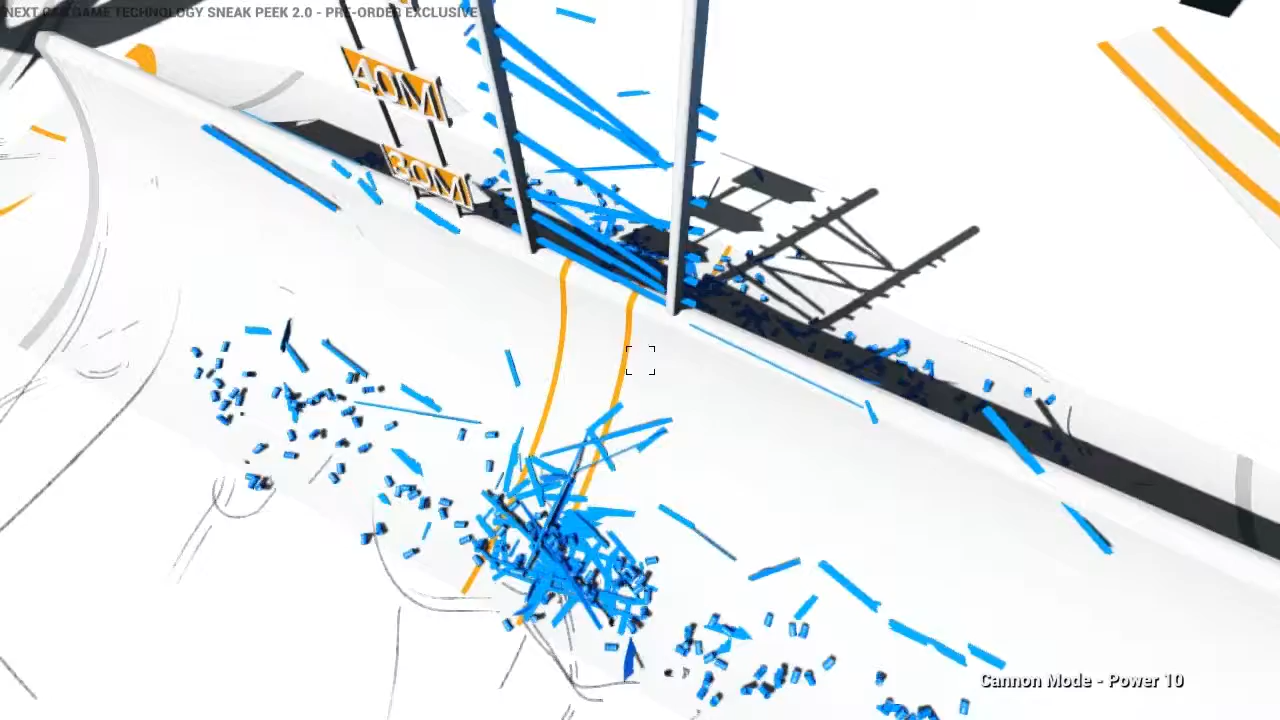 NEXT CAR GAME TECHNOLOGY SNEAK PEEK 2.0 - PRE-ORDER EXCLUSIVE
40M
30M
Cannon Mode - Power 10